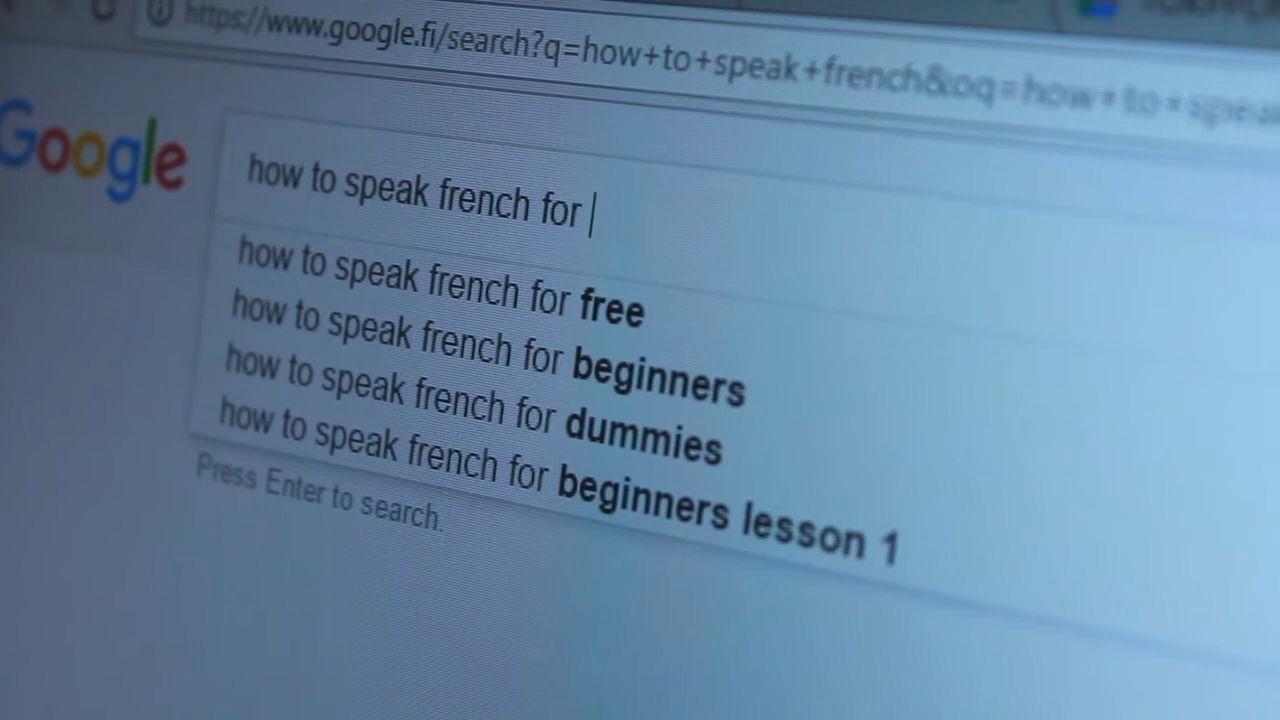 https://www.google.fi/search?q=how+to+speak+french&oq=how+to+spea
Google
how to speak french for
how to speak french for free
how to speak french for beginners
how to speak french for dummies
how to speak french for beginners lesson 1
Press Enter to search.